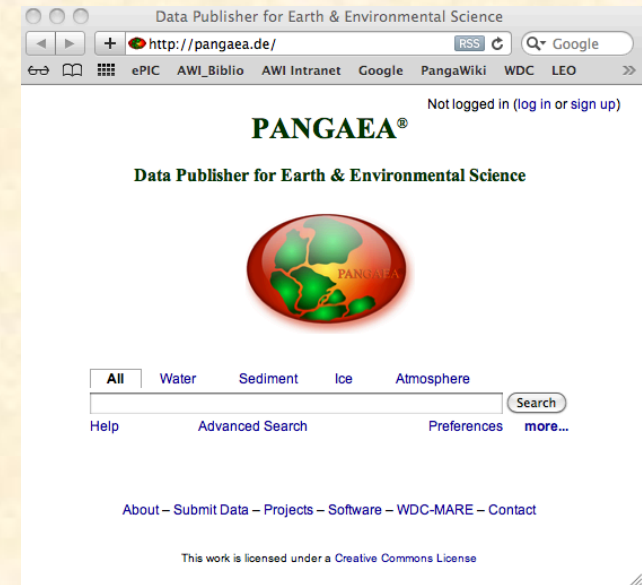 Data Publisher for Earth & Environmental Science
http://pangaea.de/ RSS Google
ePIC AWI_Biblio AWI Intranet Google PangaWiki WDC LEO
Not logged in (log in or sign up)
PANGAEA®
Data Publisher for Earth & Environmental Science
PANGAEA
All Water Sediment Ice Atmosphere
Search
Help Advanced Search Preferences more...
About – Submit Data – Projects – Software – WDC-MARE – Contact
This work is licensed under a Creative Commons License